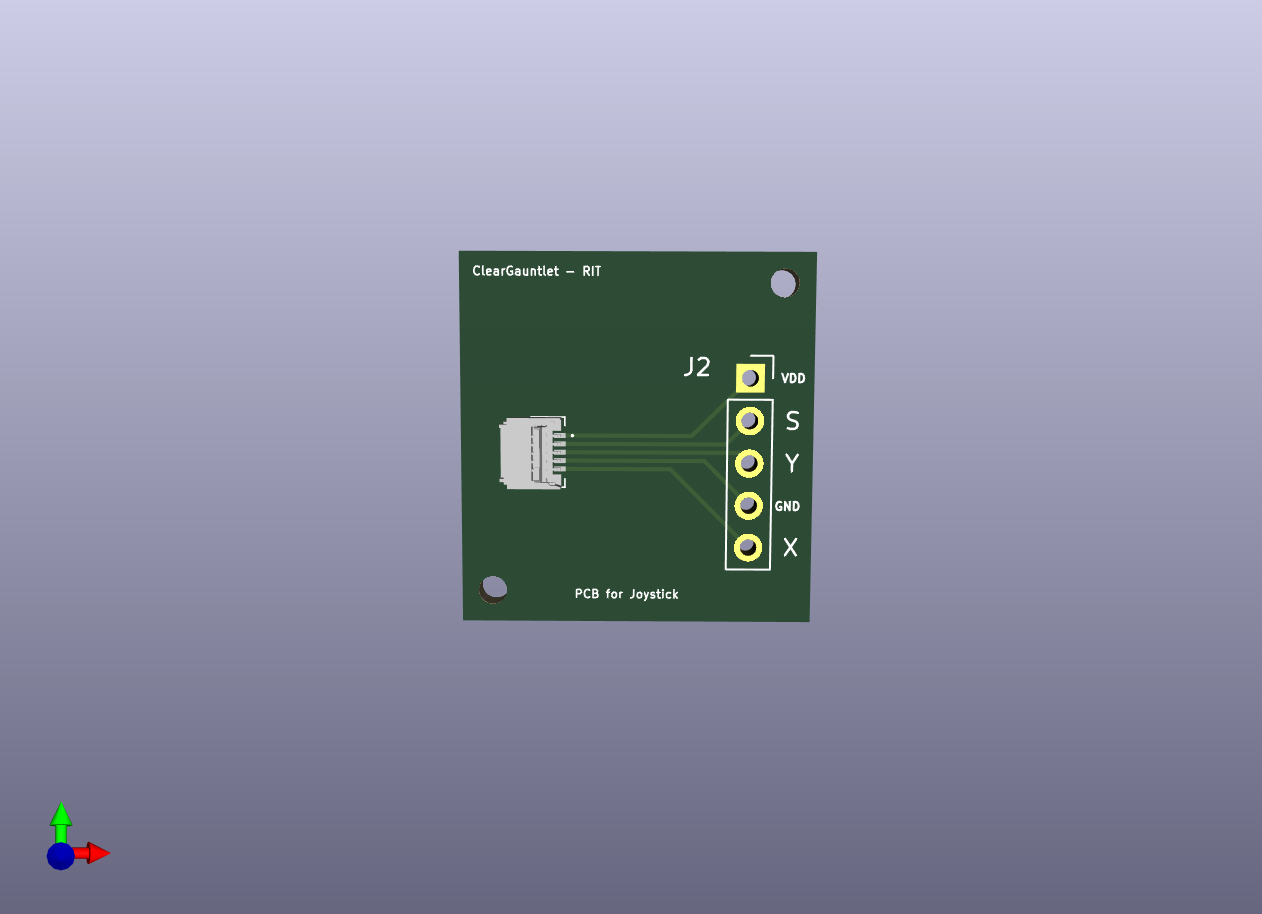 ClearGauntlet – RIT
J2
VDD
S
Y
GND
X
PCB for Joystick